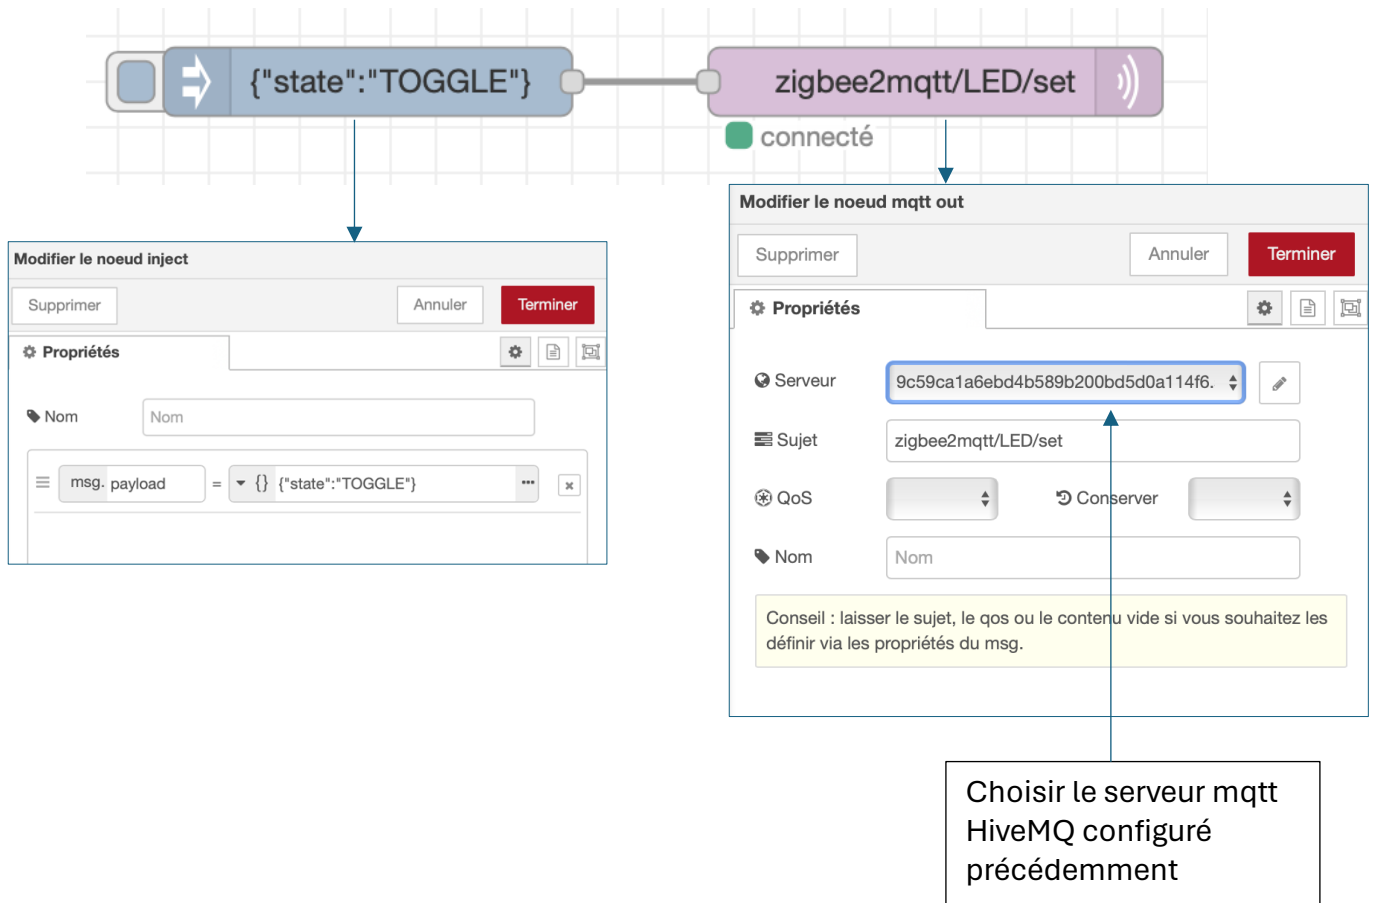 {"state":"TOGGLE"}
zigbee2mqtt/LED/set
connecté
Modifier le noeud inject
Supprimer
Annuler
Terminer
Propriétés
Nom
Nom
msg. payload
=
{} {"state":"TOGGLE"}
Modifier le noeud mqtt out
Supprimer
Annuler
Terminer
Propriétés
Serveur
9c59ca1a6ebd4b589b200bd5d0a114f6.
Sujet
zigbee2mqtt/LED/set
QoS
Conserver
Nom
Nom
Conseil : laisser le sujet, le qos ou le contenu vide si vous souhaitez les
définir via les propriétés du msg.
Choisir le serveur mqtt
HiveMQ configuré
précédemment